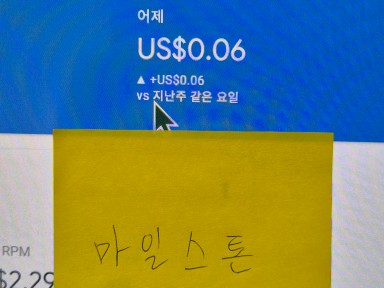 어제
US$0.06
▲ +US$0.06
vs 지난주 같은 요일
RPM
$2.29
마일스톤